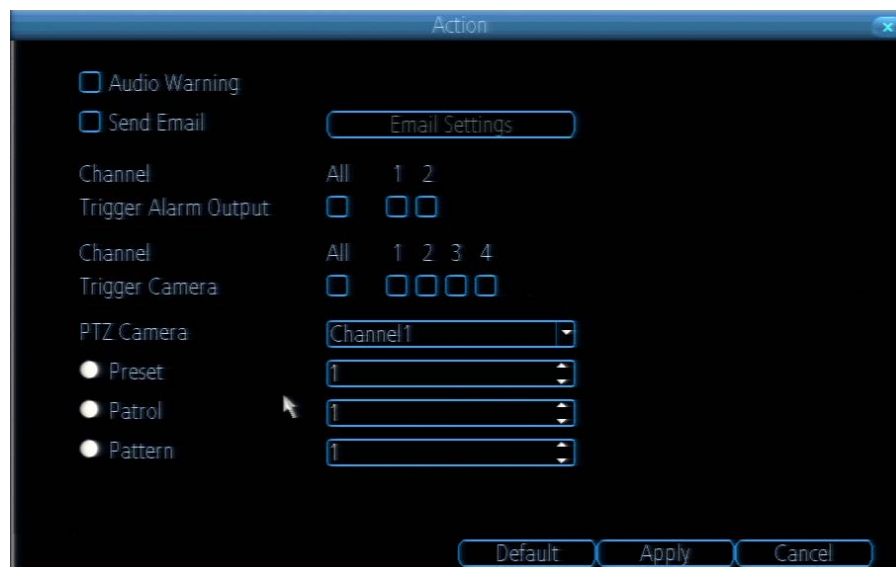 Action
Audio Warning
Send Email Email Settings
Channel All 1 2
Trigger Alarm Output
Channel All 1 2 3 4
Trigger Camera
PTZ Camera Channel1
Preset 1
Patrol 1
Pattern 1
Default Apply Cancel